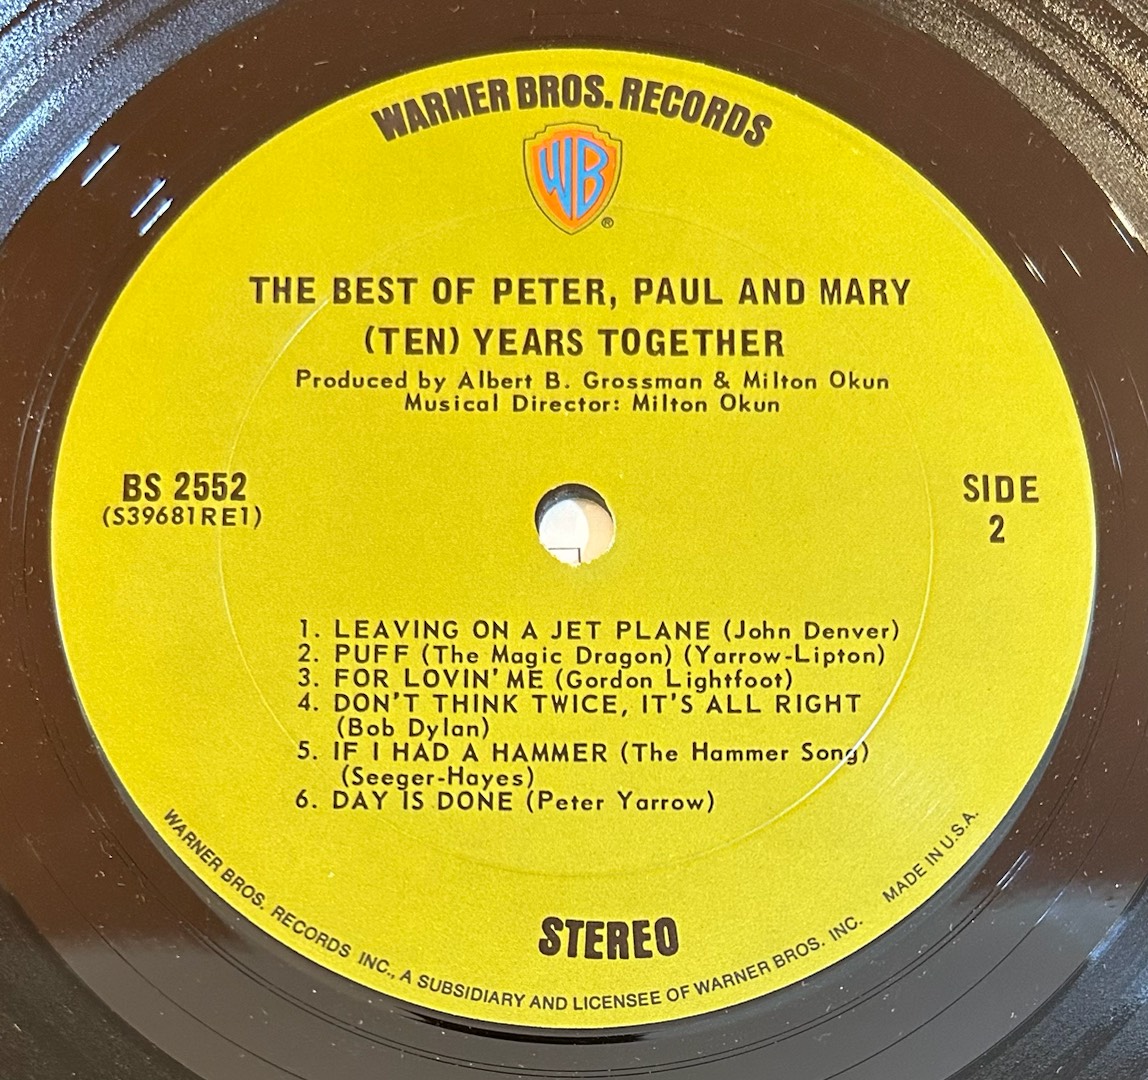 WARNER BROS. RECORDS
WB
®
THE BEST OF PETER, PAUL AND MARY
(TEN) YEARS TOGETHER
Produced by Albert B. Grossman & Milton Okun
Musical Director: Milton Okun
BS 2552
(S39681RE1)
SIDE
2
1. LEAVING ON A JET PLANE (John Denver)
2. PUFF (The Magic Dragon) (Yarrow-Lipton)
3. FOR LOVIN' ME (Gordon Lightfoot)
4. DON'T THINK TWICE, IT'S ALL RIGHT
(Bob Dylan)
5. IF I HAD A HAMMER (The Hammer Song)
(Seeger-Hayes)
6. DAY IS DONE (Peter Yarrow)
STEREO
WARNER BROS. RECORDS INC., A SUBSIDIARY AND LICENSEE OF WARNER BROS. INC. MADE IN U.S.A.